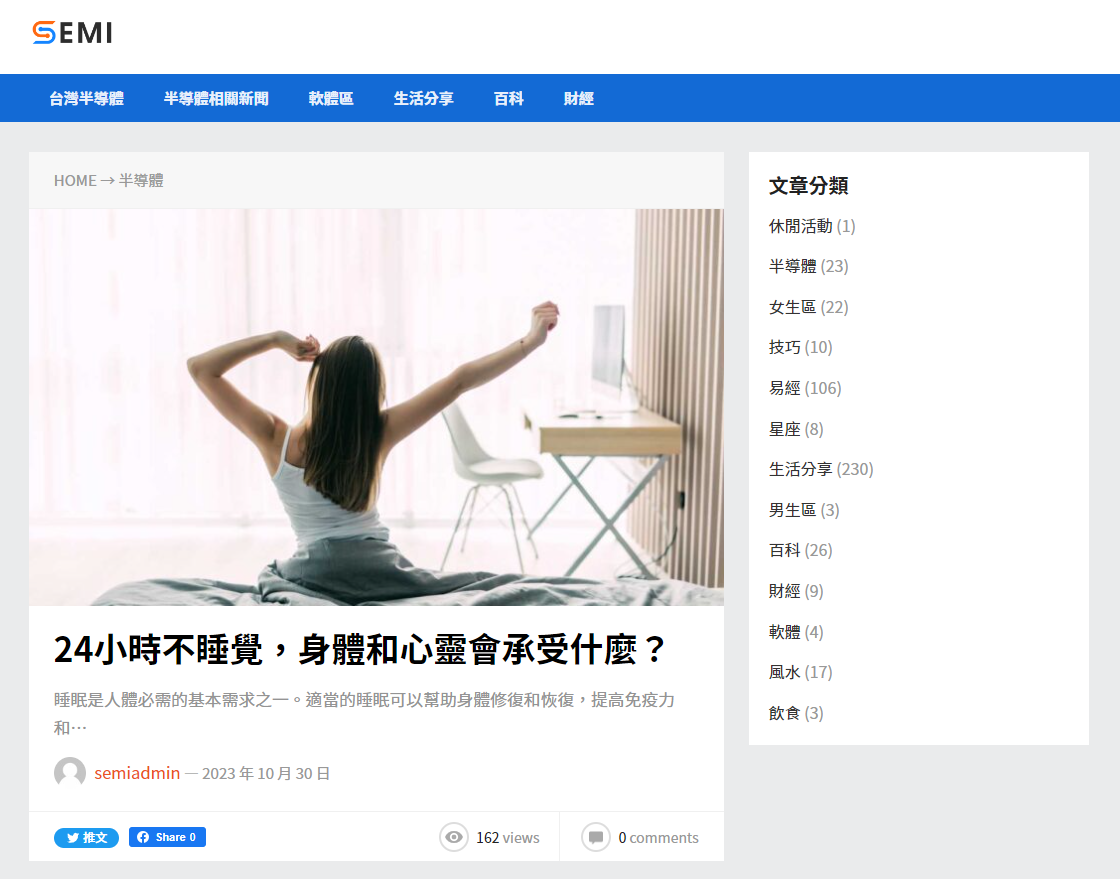 SEMI
台灣半導體 半導體相關新聞 軟體區 生活分享 百科 財經
HOME → 半導體
24小時不睡覺，身體和心靈會承受什麼？
睡眠是人體必需的基本需求之一。適當的睡眠可以幫助身體修復和恢復，提高免疫力
和…
semiadmin — 2023 年 10 月 30 日
推文 Share 0 162 views 0 comments
文章分類
休閒活動 (1)
半導體 (23)
女生區 (22)
技巧 (10)
易經 (106)
星座 (8)
生活分享 (230)
男生區 (3)
百科 (26)
財經 (9)
軟體 (4)
風水 (17)
飲食 (3)